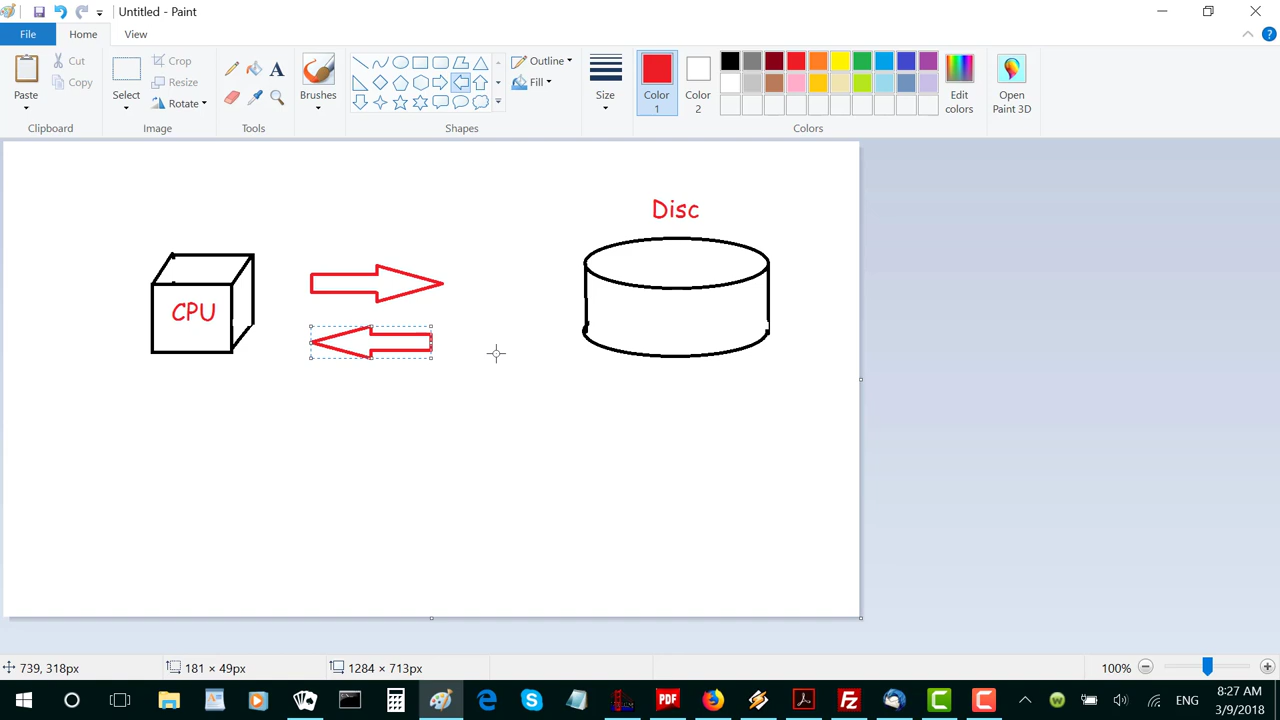 Untitled - Paint
File Home View
Paste
Cut
Copy
Clipboard
Select
Crop
Resize
Rotate
Image
Tools
Brushes
Shapes
Outline
Fill
Size
Color 1
Color 2
Edit colors
Colors
Open Paint 3D
Disc
CPU
739, 318px 181 × 49px 1284 × 713px 100%
PDF Fz C C ENG
8:27 AM
3/9/2018